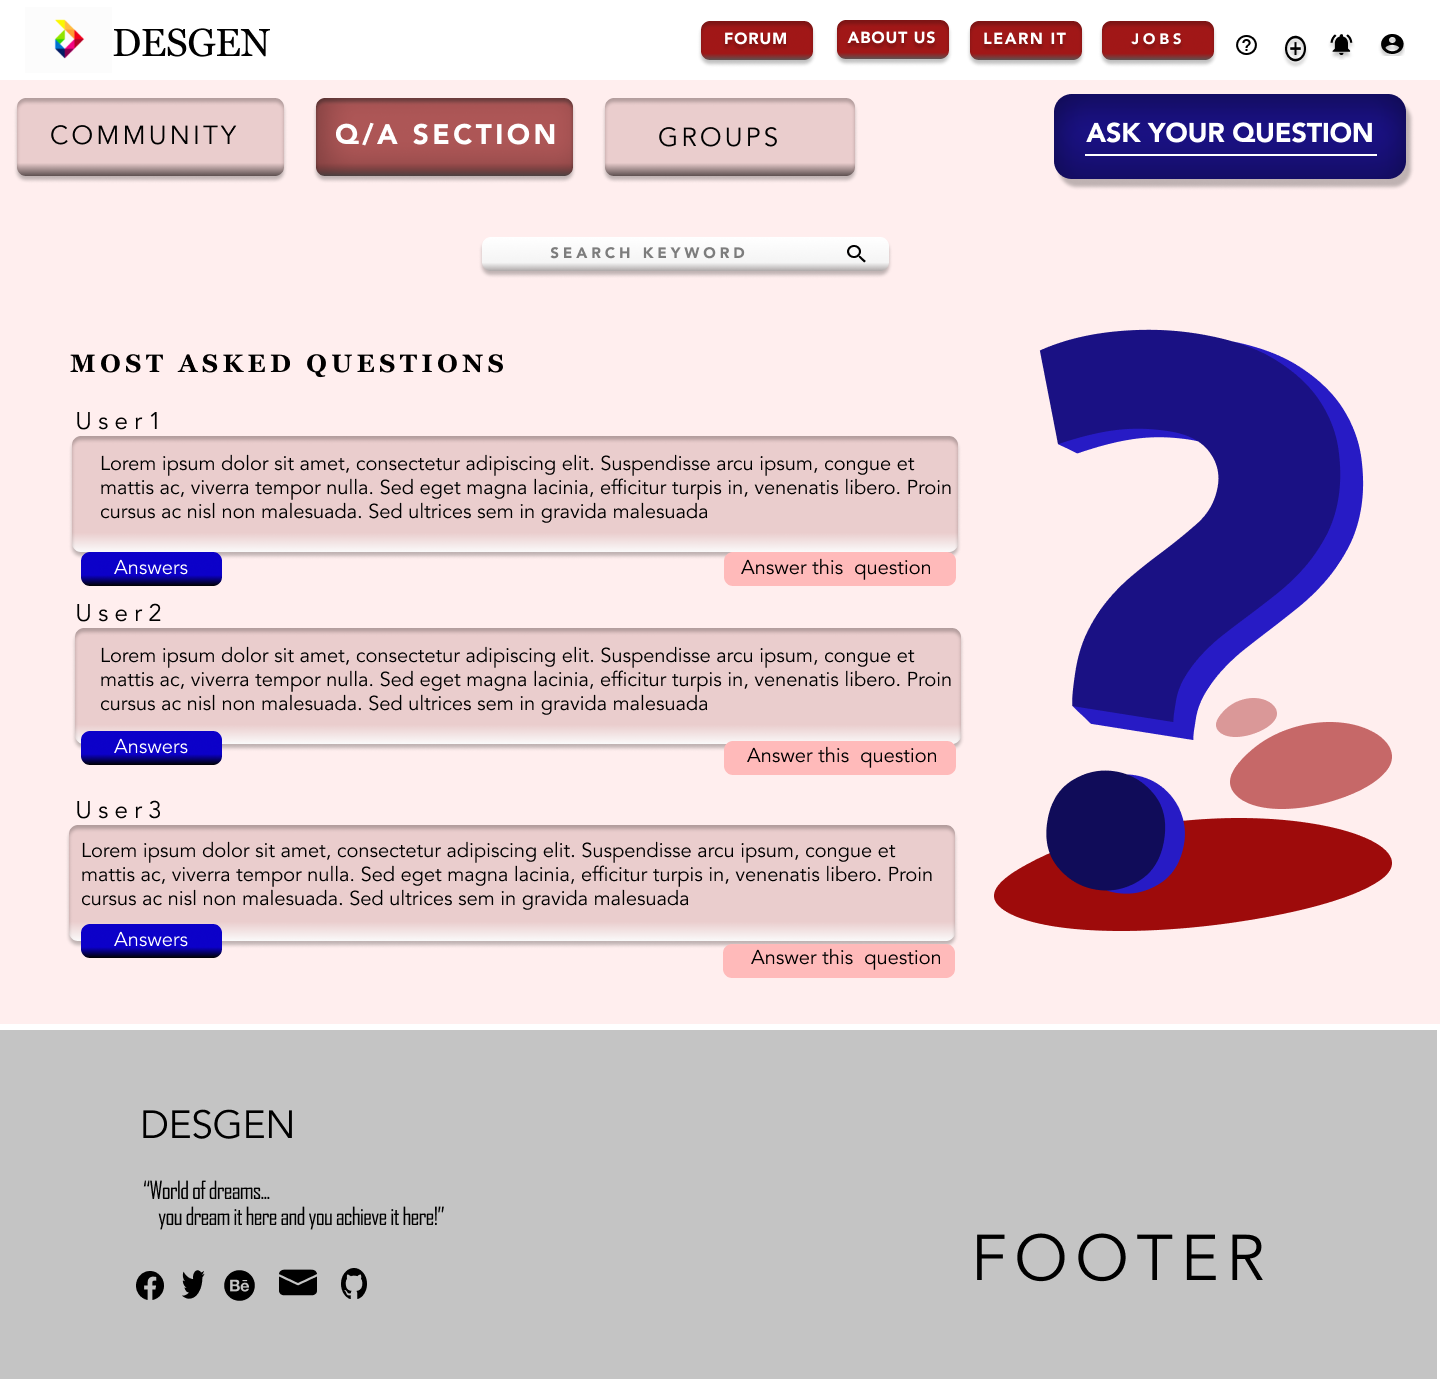 DESGEN
FORUM
ABOUT US
LEARN IT
JOBS
COMMUNITY
Q/A SECTION
GROUPS
ASK YOUR QUESTION
SEARCH KEYWORD
MOST ASKED QUESTIONS
User1
Lorem ipsum dolor sit amet, consectetur adipiscing elit. Suspendisse arcu ipsum, congue et
mattis ac, viverra tempor nulla. Sed eget magna lacinia, efficitur turpis in, venenatis libero. Proin
cursus ac nisl non malesuada. Sed ultrices sem in gravida malesuada
Answers
Answer this question
User2
Lorem ipsum dolor sit amet, consectetur adipiscing elit. Suspendisse arcu ipsum, congue et
mattis ac, viverra tempor nulla. Sed eget magna lacinia, efficitur turpis in, venenatis libero. Proin
cursus ac nisl non malesuada. Sed ultrices sem in gravida malesuada
Answers
Answer this question
User3
Lorem ipsum dolor sit amet, consectetur adipiscing elit. Suspendisse arcu ipsum, congue et
mattis ac, viverra tempor nulla. Sed eget magna lacinia, efficitur turpis in, venenatis libero. Proin
cursus ac nisl non malesuada. Sed ultrices sem in gravida malesuada
Answers
Answer this question
?
DESGEN
“World of dreams...
you dream it here and you achieve it here!”
Bē
FOOTER